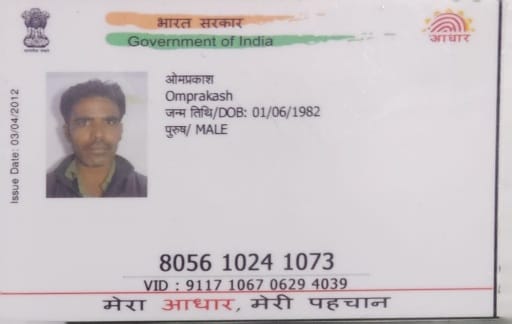 भारत सरकार
Government of India
आधार
Issue Date: 03/04/2012
ओमप्रकाश
Omprakash
जन्म तिथि/DOB: 01/06/1982
पुरुष/ MALE
8056 1024 1073
VID : 9117 1067 0629 4039
मेरा आधार, मेरी पहचान